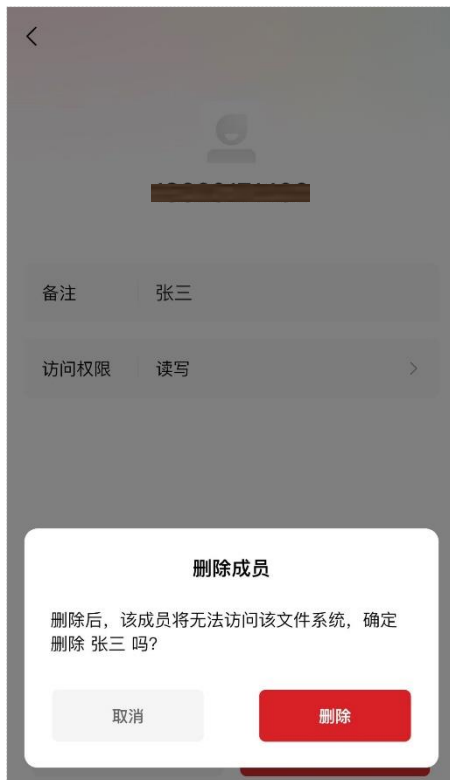 备注 张三
访问权限 读写
删除成员
删除后，该成员将无法访问该文件系统，确定
删除 张三 吗？
取消 删除